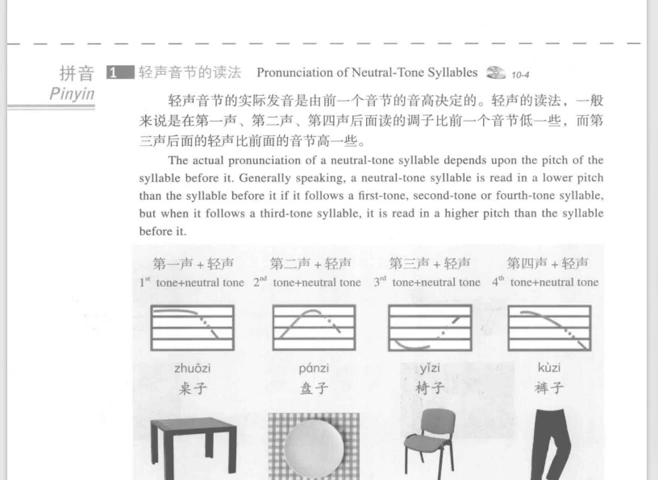 拼音
Pinyin
1 轻声音节的读法 Pronunciation of Neutral-Tone Syllables 10-4
轻声音节的实际发音是由前一个音节的音高决定的。轻声的读法，一般
来说是在第一声、第二声、第四声后面读的调子比前一个音节低一些，而第
三声后面的轻声比前面的音节高一些。
The actual pronunciation of a neutral-tone syllable depends upon the pitch of the
syllable before it. Generally speaking, a neutral-tone syllable is read in a lower pitch
than the syllable before it if it follows a first-tone, second-tone or fourth-tone syllable,
but when it follows a third-tone syllable, it is read in a higher pitch than the syllable
before it.
第一声 + 轻声 第二声 + 轻声 第三声 + 轻声 第四声 + 轻声
1st tone+neutral tone 2nd tone+neutral tone 3rd tone+neutral tone 4th tone+neutral tone
zhuōzi pánzi yǐzi kùzi
桌子 盘子 椅子 裤子